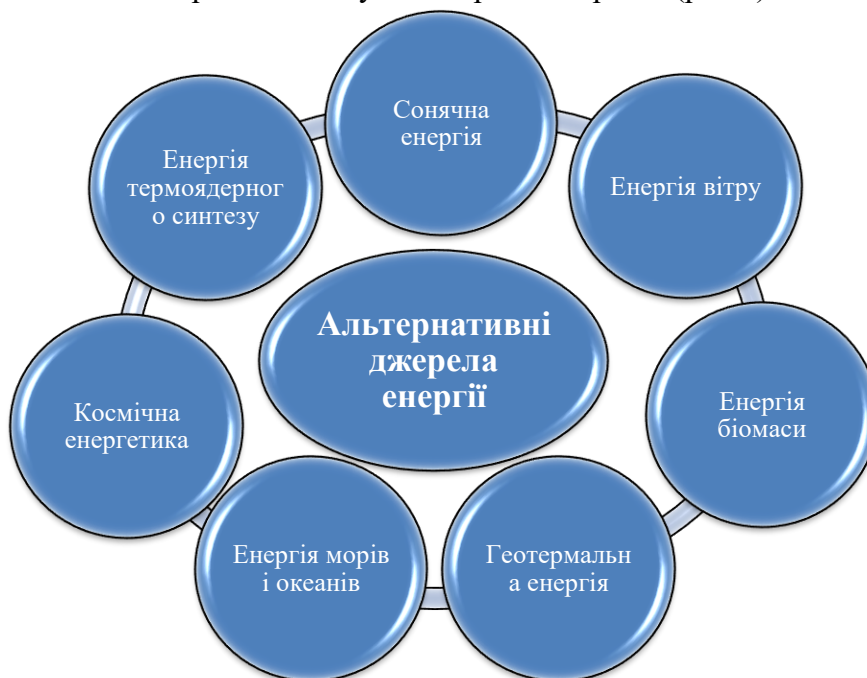 Сонячна
енергія
Енергія вітру
Енергія
біомаси
Геотермальн
а енергія
Енергія морів
і океанів
Космічна
енергетика
Енергія
термоядерног
о синтезу
Альтернативні
джерела
енергії